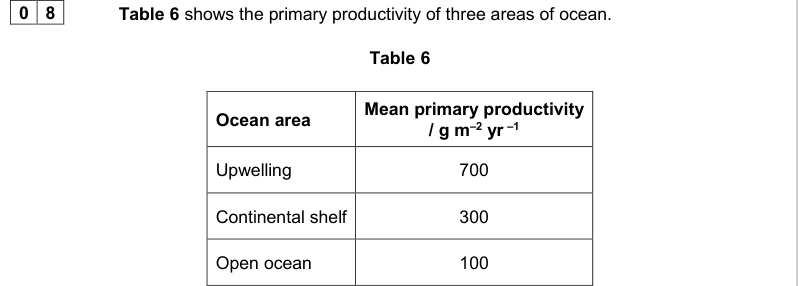 0 8 Table 6 shows the primary productivity of three areas of ocean.
Table 6
Ocean area Mean primary productivity
/ g m⁻² yr ⁻¹
Upwelling 700
Continental shelf 300
Open ocean 100